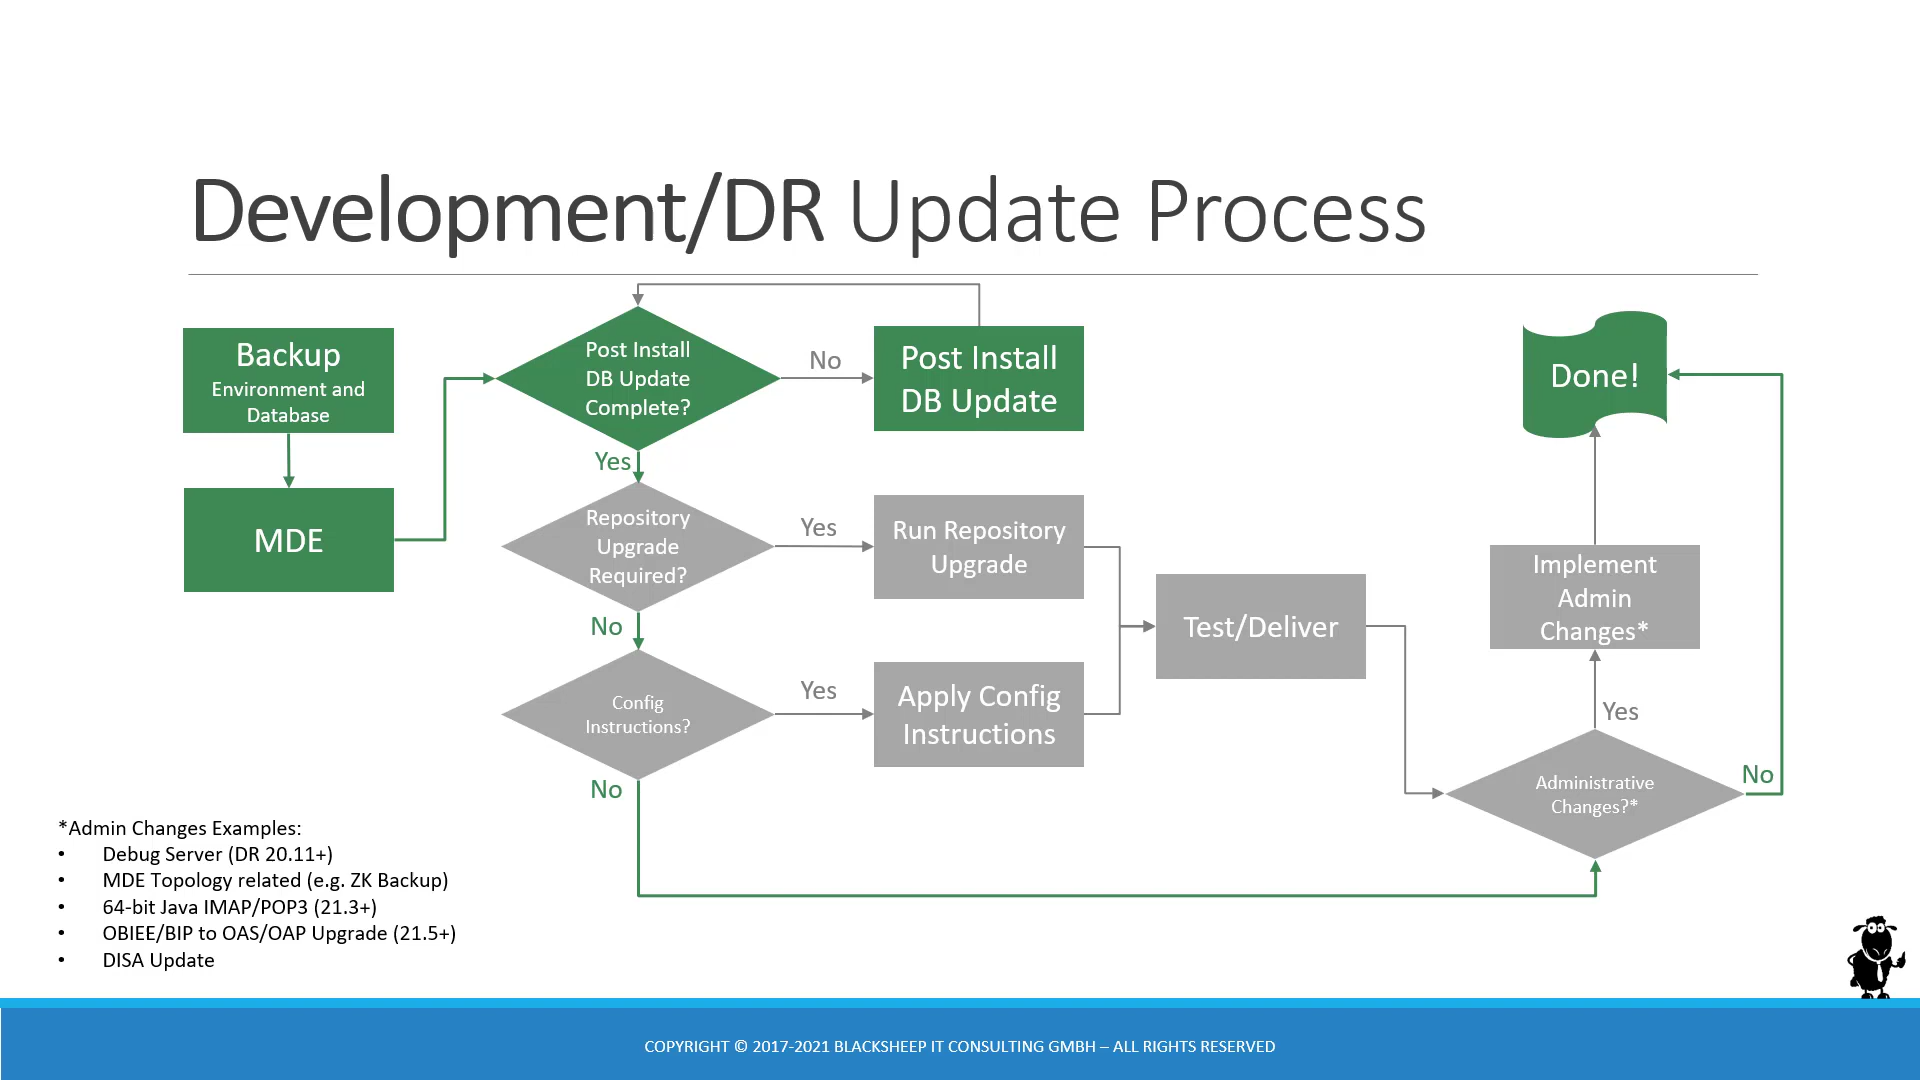 Development/DR Update Process
Backup
Environment and
Database
MDE
Post Install
DB Update
Complete?
No
Post Install
DB Update
Yes
Repository
Upgrade
Required?
Yes
Run Repository
Upgrade
No
Config
Instructions?
Yes
Apply Config
Instructions
No
Test/Deliver
Done!
Implement
Admin
Changes*
Yes
Administrative
Changes?*
No
*Admin Changes Examples:
• Debug Server (DR 20.11+)
• MDE Topology related (e.g. ZK Backup)
• 64-bit Java IMAP/POP3 (21.3+)
• OBIEE/BIP to OAS/OAP Upgrade (21.5+)
• DISA Update
COPYRIGHT © 2017-2021 BLACKSHEEP IT CONSULTING GMBH – ALL RIGHTS RESERVED